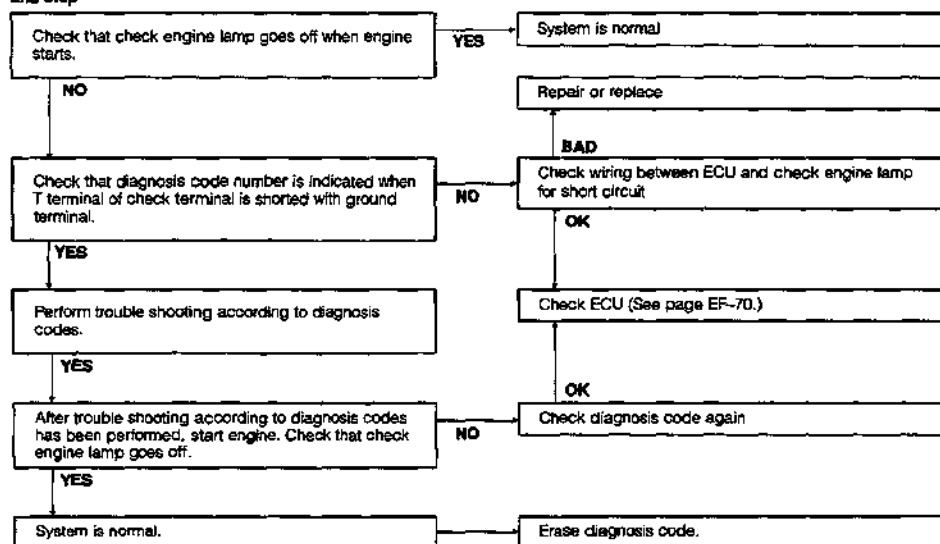 Check that check engine lamp goes off when engine
starts.
YES
System is normal
NO
Repair or replace
BAD
Check that diagnosis code number is indicated when
T terminal of check terminal is shorted with ground
terminal.
NO
Check wiring between ECU and check engine lamp
for short circuit
OK
YES
Perform trouble shooting according to diagnosis
codes.
Check ECU (See page EF-70.)
YES
OK
After trouble shooting according to diagnosis codes
has been performed, start engine. Check that check
engine lamp goes off.
NO
Check diagnosis code again
YES
System is normal.
Erase diagnosis code.